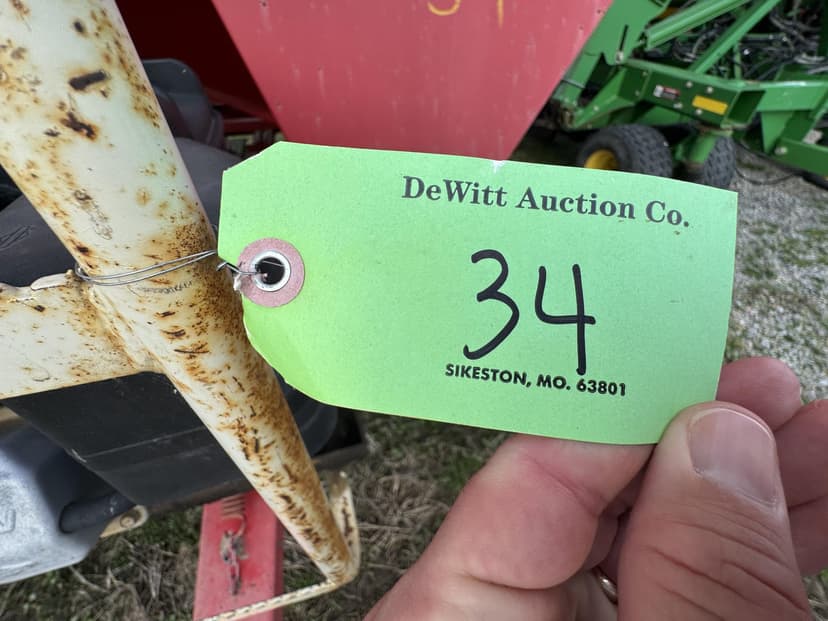 DeWitt Auction Co.
34
SIKESTON, MO. 63801